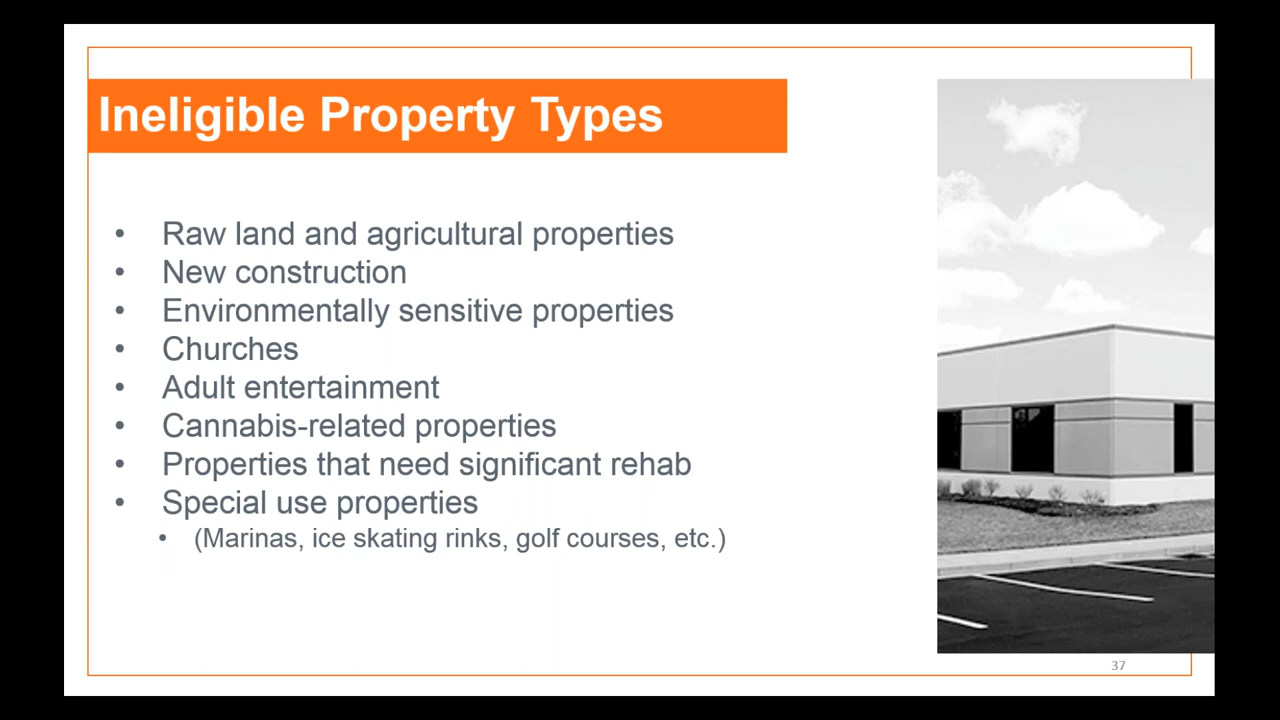 Ineligible Property Types
• Raw land and agricultural properties
• New construction
• Environmentally sensitive properties
• Churches
• Adult entertainment
• Cannabis-related properties
• Properties that need significant rehab
• Special use properties
• (Marinas, ice skating rinks, golf courses, etc.)
37